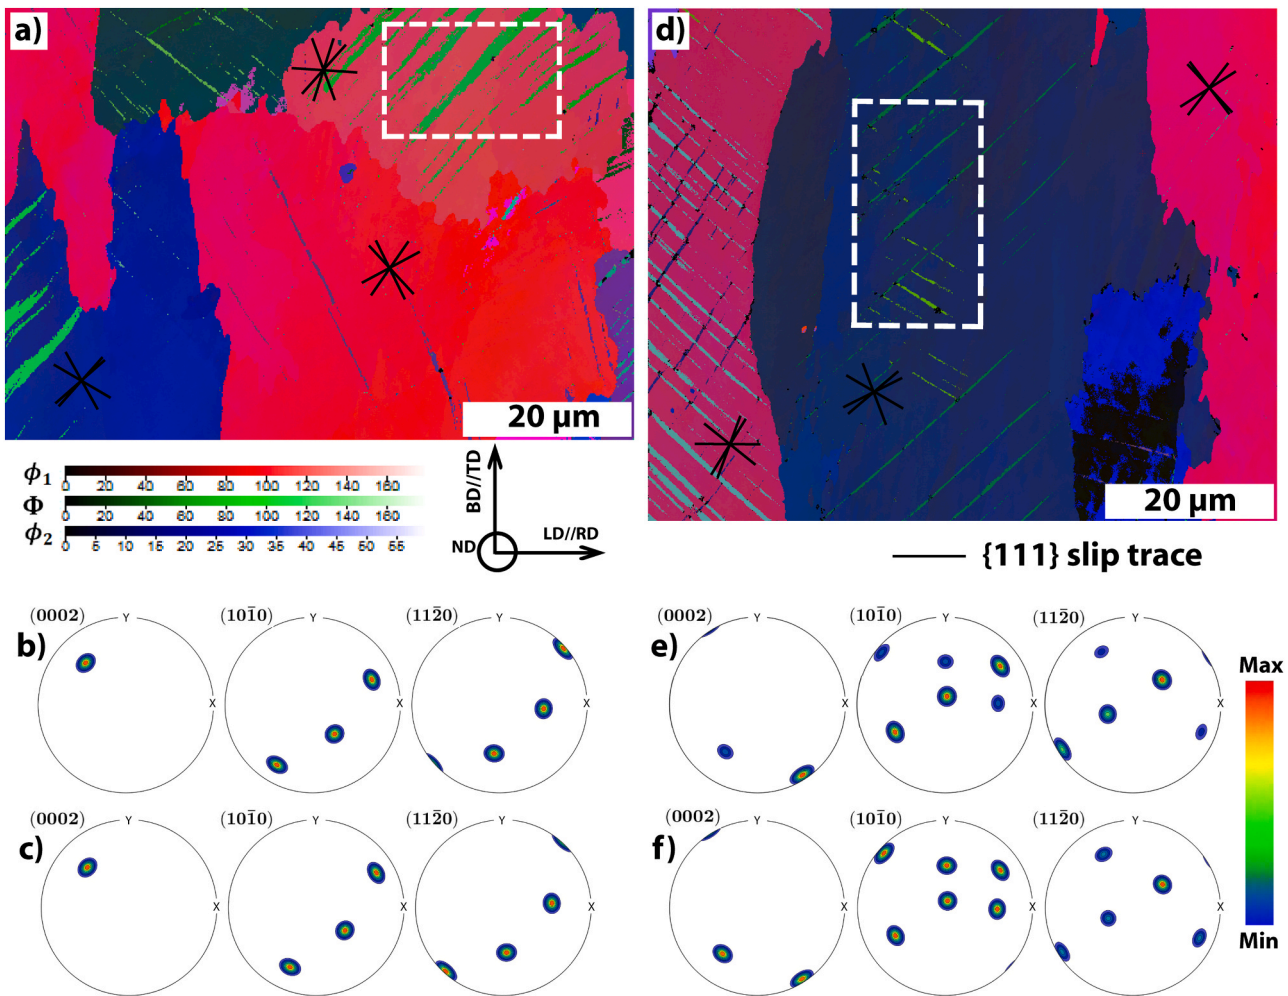 a)
d)
20 μm
20 μm
ϕ1
0 20 40 60 80 100 120 140 160
Φ
0 20 40 60 80 100 120 140 160
ϕ2
0 5 10 15 20 25 30 35 40 45 50 55
BD//TD
ND
LD//RD
{111} slip trace
b)
(0002)
Y
X
(101̄0)
Y
X
(112̄0)
Y
X
e)
(0002)
Y
X
(101̄0)
Y
X
(112̄0)
Y
X
Max
Min
c)
(0002)
Y
X
(101̄0)
Y
X
(112̄0)
Y
X
f)
(0002)
Y
X
(101̄0)
Y
X
(112̄0)
Y
X